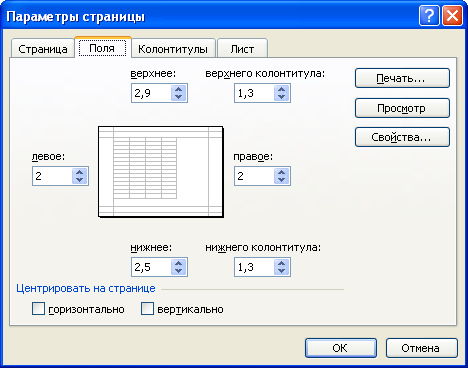 Параметры страницы
Страница Поля Колонтитулы Лист
верхнее: верхнего колонтитула:
2,9 1,3
Печать...
Просмотр
Свойства...
левое: правое:
2 2
нижнее: нижнего колонтитула:
2,5 1,3
Центрировать на странице
горизонтально вертикально
ОК Отмена